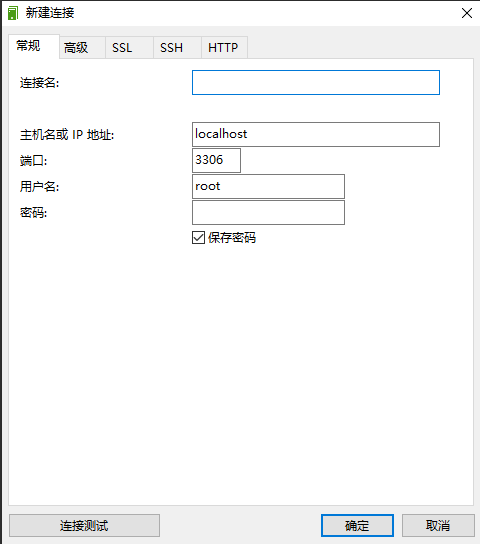 新建连接
常规 高级 SSL SSH HTTP
连接名:
主机名或 IP 地址: localhost
端口: 3306
用户名: root
密码:
保存密码
连接测试 确定 取消